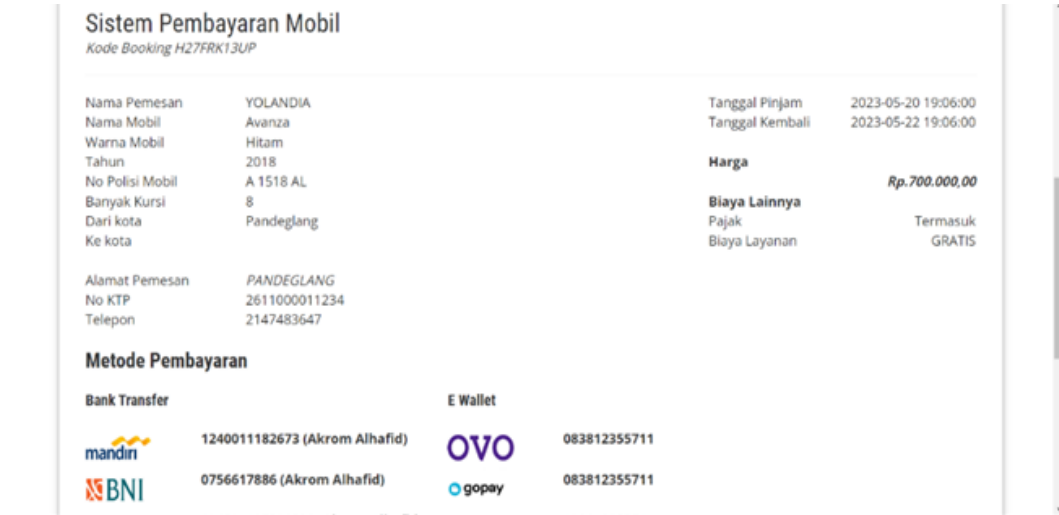 Sistem Pembayaran Mobil
Kode Booking H27FRK13UP
Nama Pemesan YOLANDIA
Nama Mobil Avanza
Warna Mobil Hitam
Tahun 2018
No Polisi Mobil A 1518 AL
Banyak Kursi 8
Dari kota Pandeglang
Ke kota
Alamat Pemesan PANDEGLANG
No KTP 2611000011234
Telepon 2147483647
Tanggal Pinjam 2023-05-20 19:06:00
Tanggal Kembali 2023-05-22 19:06:00
Harga
Rp.700.000,00
Biaya Lainnya
Pajak Termasuk
Biaya Layanan GRATIS
Metode Pembayaran
Bank Transfer
mandiri 1240011182673 (Akrom Alhafid)
BNI 0756617886 (Akrom Alhafid)
E Wallet
OVO 083812355711
gopay 083812355711